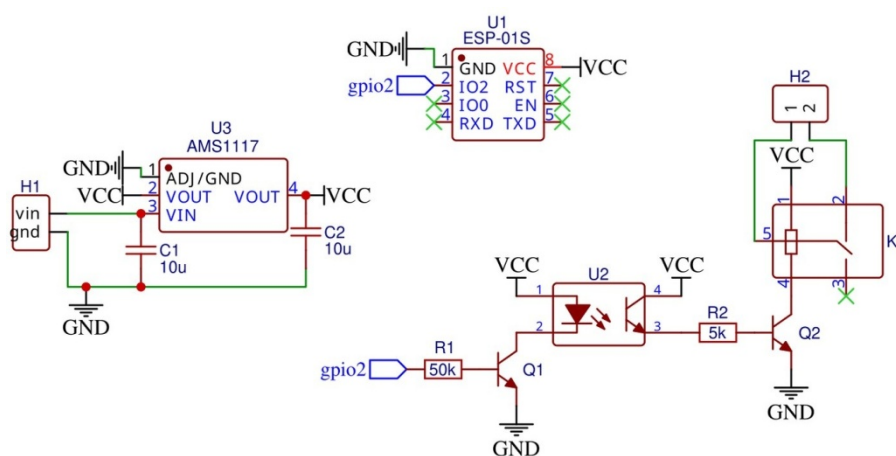 U1
ESP-01S
GND
1
GND
VCC
8
VCC
gpio2
2
IO2
RST
7
3
IO0
EN
6
4
RXD
TXD
5
U3
AMS1117
GND
1
ADJ/GND
VCC
2
VOUT
VOUT
4
VCC
3
VIN
H1
vin
gnd
C1
10u
C2
10u
GND
H2
1
2
VCC
1
2
5
K
4
3
VCC
U2
VCC
1
4
2
3
R2
5k
Q2
gpio2
R1
50k
Q1
GND
GND